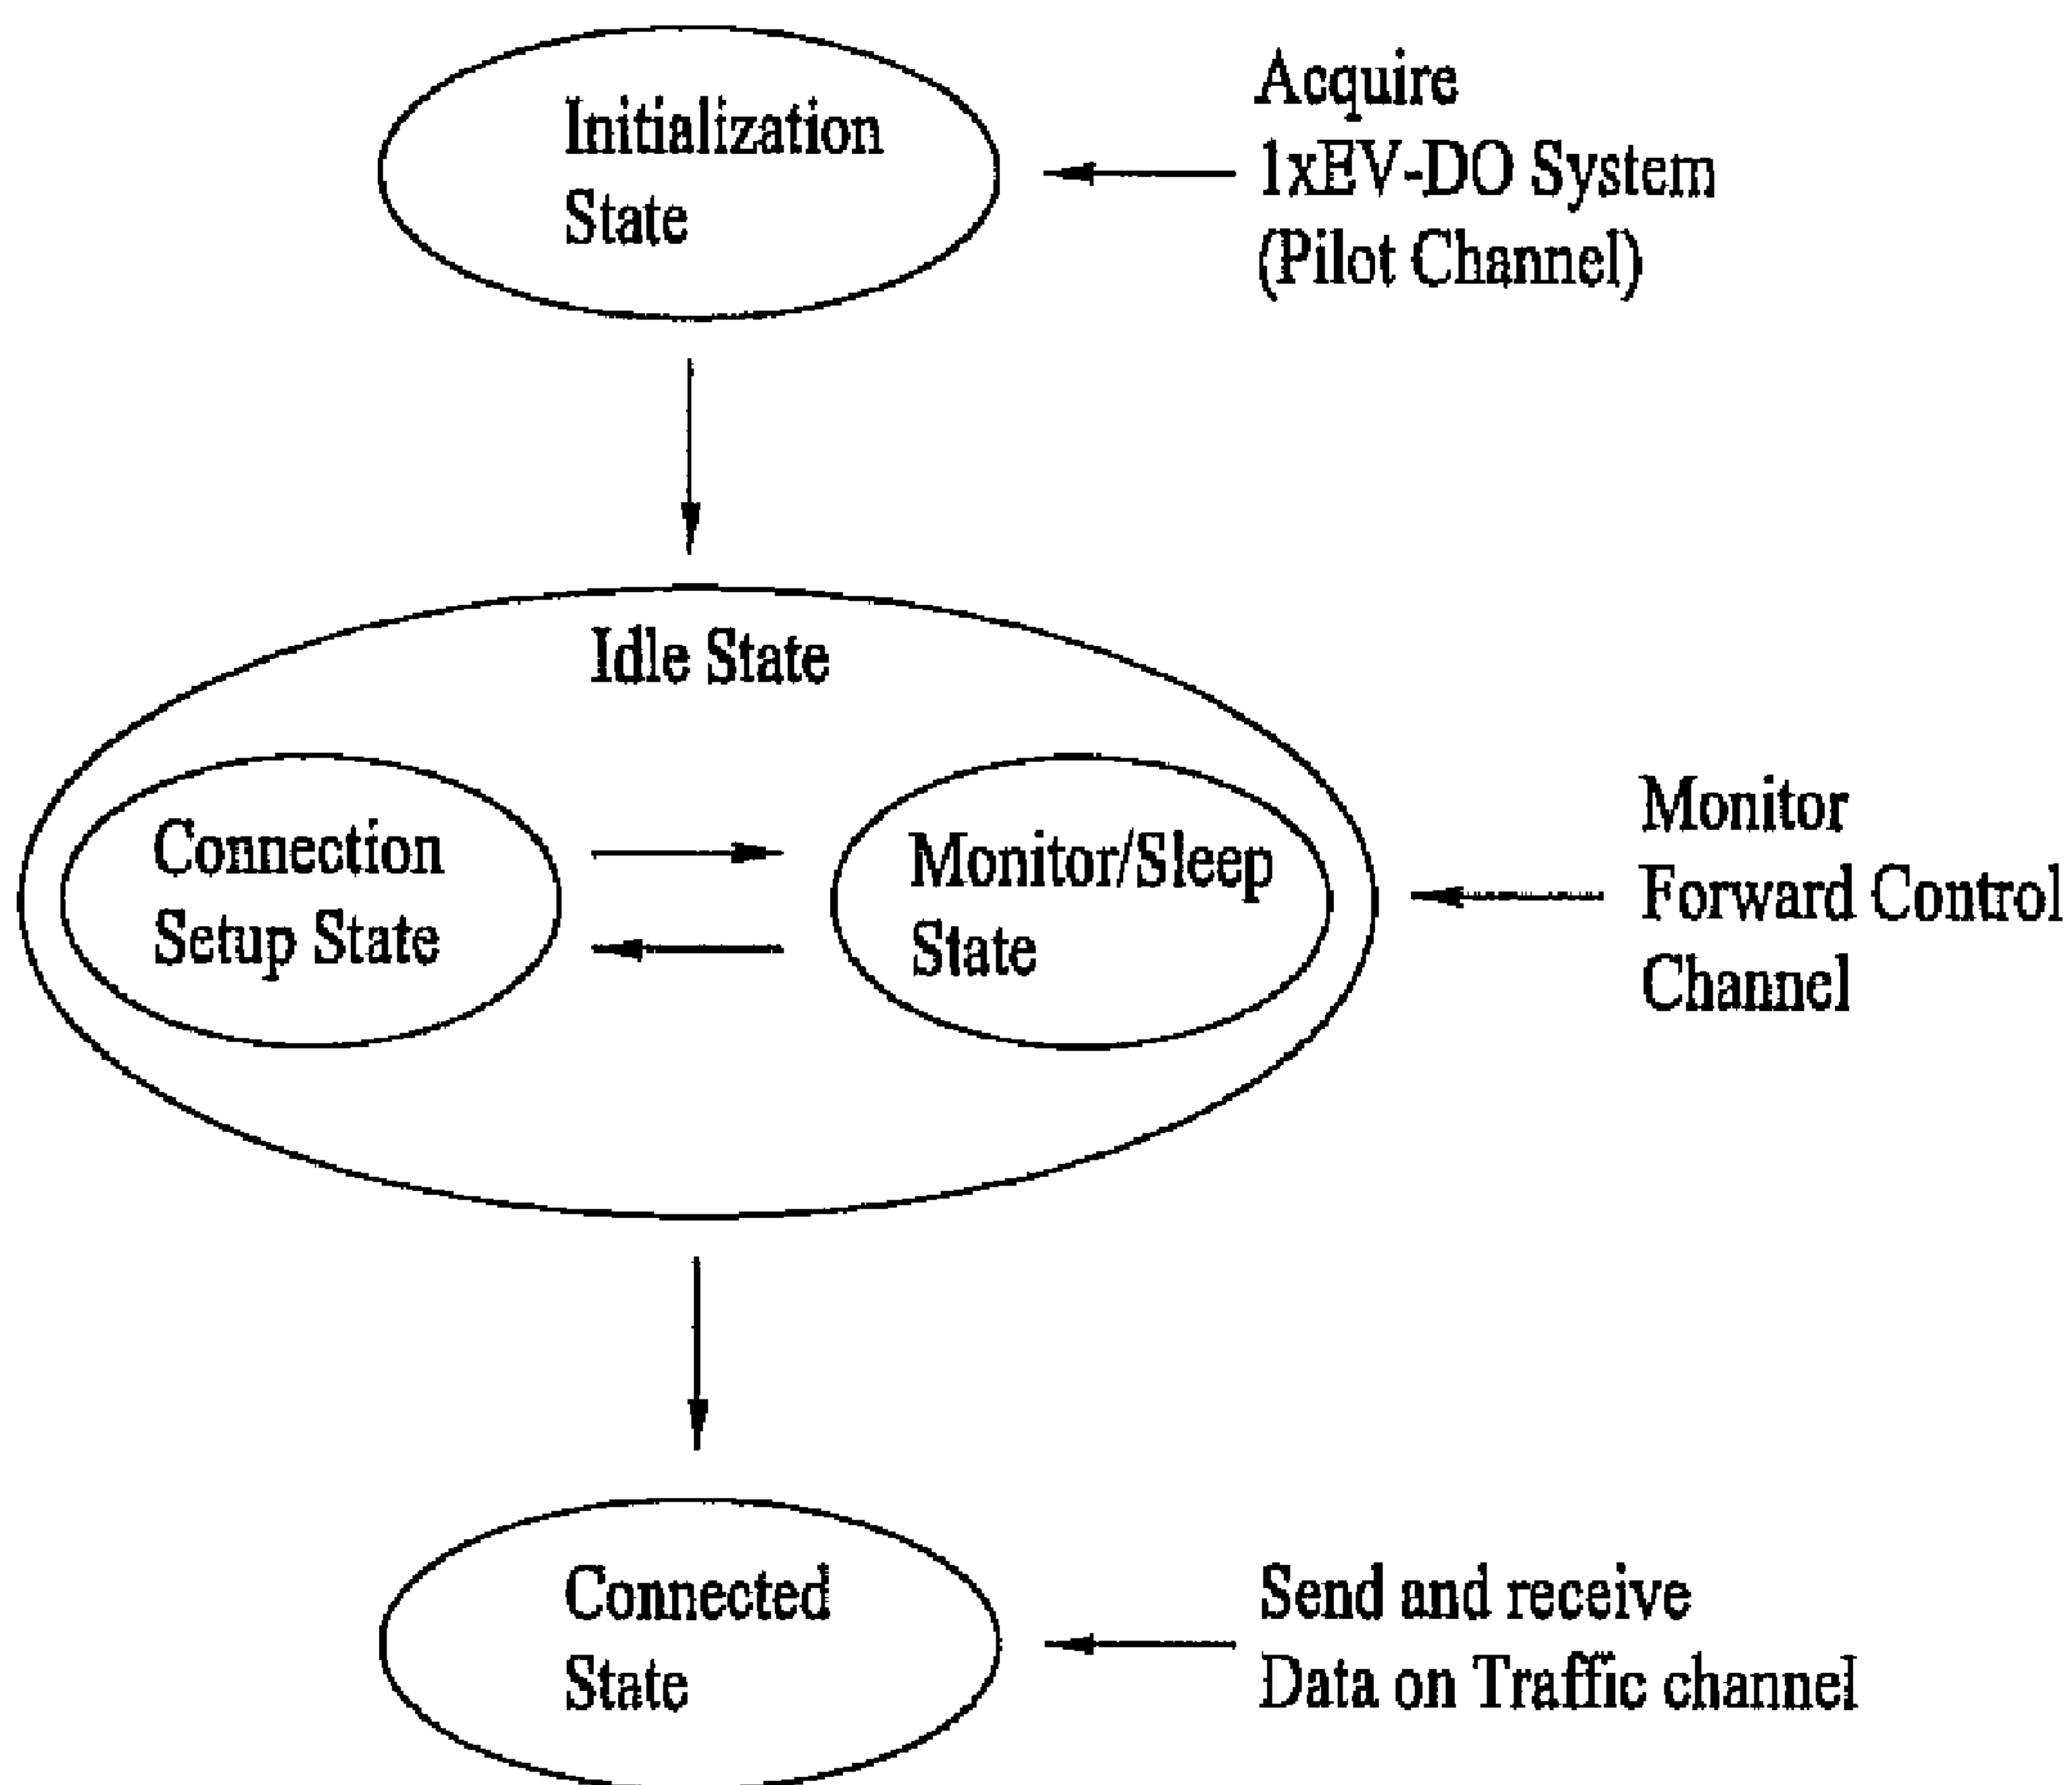 Initialization
State
Acquire
1xEV-DO System
(Pilot Channel)
Idle State
Connection
Setup State
Monitor/Sleep
State
Monitor
Forward Control
Channel
Connected
State
Send and receive
Data on Traffic channel